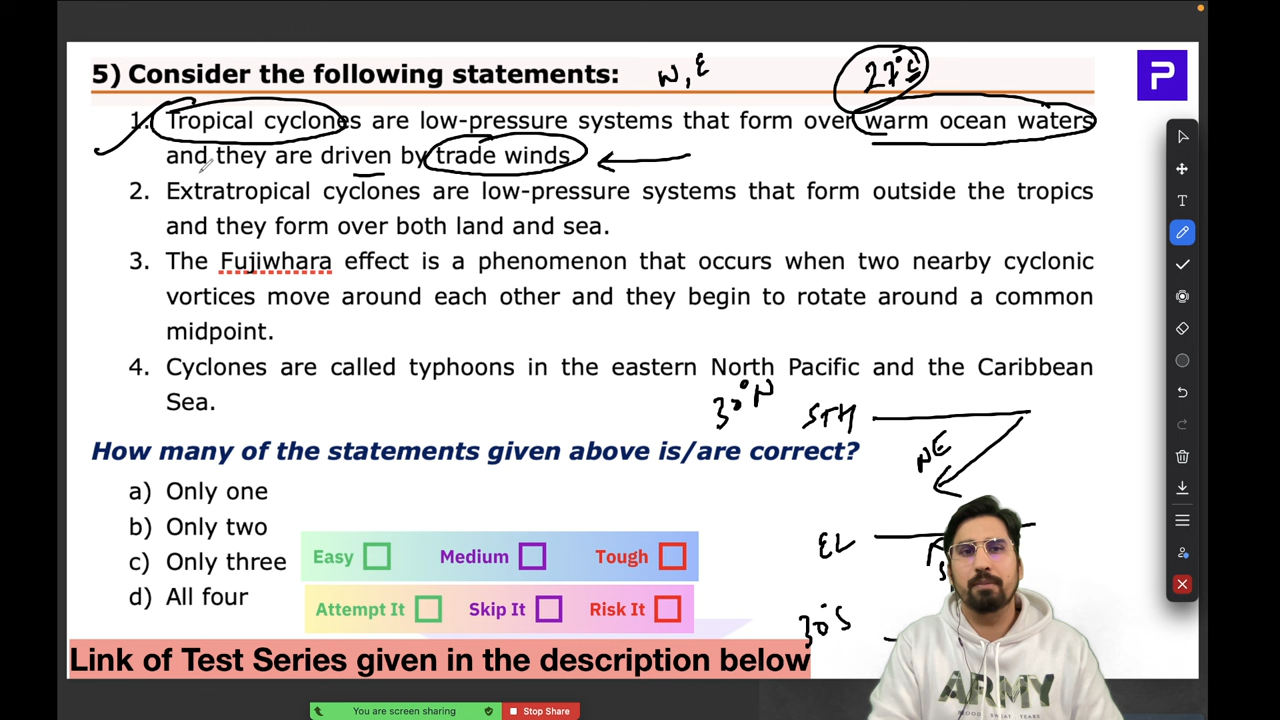 5) Consider the following statements:
N, E
27°C
P
1. Tropical cyclones are low-pressure systems that form over warm ocean waters
and they are driven by trade winds.
2. Extratropical cyclones are low-pressure systems that form outside the tropics
and they form over both land and sea.
3. The Fujiwhara effect is a phenomenon that occurs when two nearby cyclonic
vortices move around each other and they begin to rotate around a common
midpoint.
4. Cyclones are called typhoons in the eastern North Pacific and the Caribbean
Sea.
30°N
STH
NE
How many of the statements given above is/are correct?
a) Only one
b) Only two
c) Only three
d) All four
EL
30°S
Easy Medium Tough
Attempt It Skip It Risk It
Link of Test Series given in the description below
ARMY
BLOOD . SWEAT . TEARS
You are screen sharing Stop Share
T